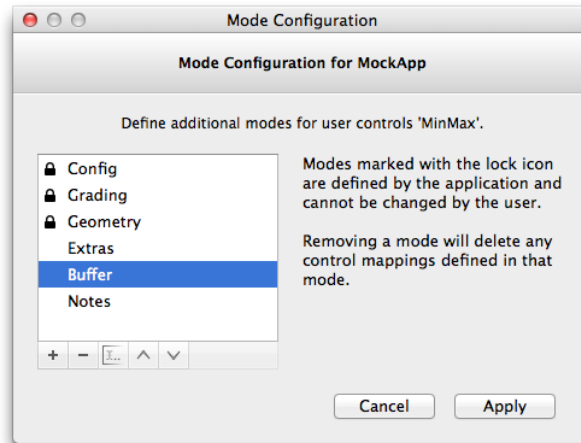 Mode Configuration
Mode Configuration for MockApp
Define additional modes for user controls 'MinMax'.
Config
Grading
Geometry
Extras
Buffer
Notes
Modes marked with the lock icon
are defined by the application and
cannot be changed by the user.
Removing a mode will delete any
control mappings defined in that
mode.
Cancel
Apply